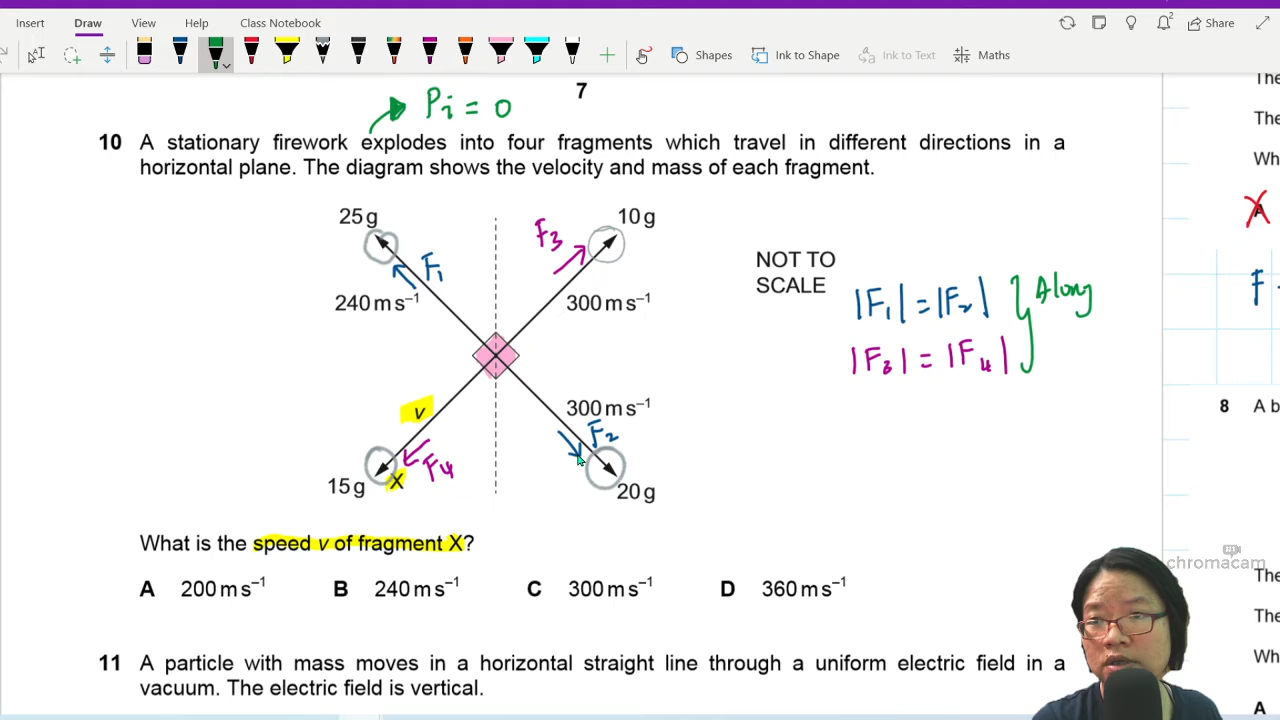 Insert Draw View Help Class Notebook Share
Shapes Ink to Shape Ink to Text Maths
7
Pi = 0
10 A stationary firework explodes into four fragments which travel in different directions in a
horizontal plane. The diagram shows the velocity and mass of each fragment.
25 g
10 g
F3
F1
240 m s⁻¹
300 m s⁻¹
NOT TO
SCALE
|F1| = |F2|
|F3| = |F4|
Along
v
300 m s⁻¹
F2
F4
15 g
X
20 g
What is the speed v of fragment X?
A 200 m s⁻¹ B 240 m s⁻¹ C 300 m s⁻¹ D 360 m s⁻¹
11 A particle with mass moves in a horizontal straight line through a uniform electric field in a
vacuum. The electric field is vertical.
The
Wh
A
F
8 A b
chromacam
The
The
Wh
A